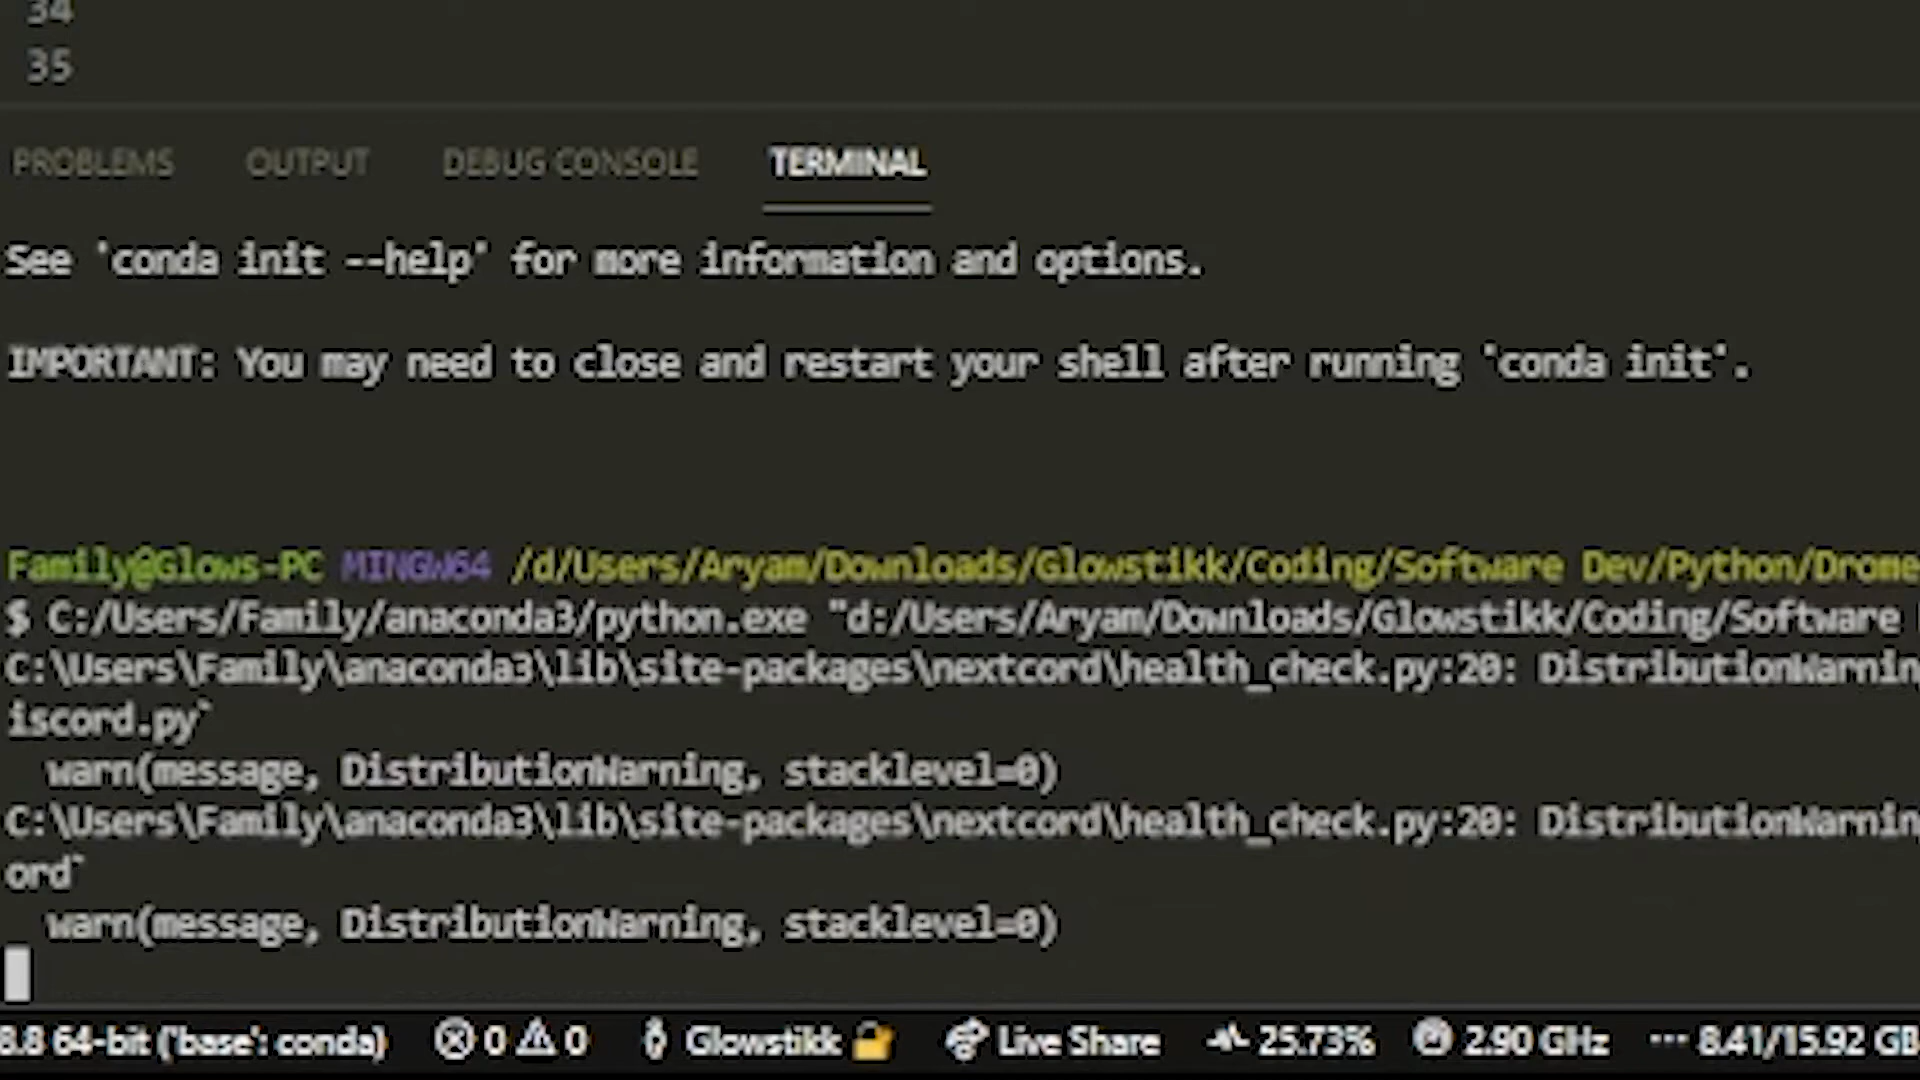 34
35
PROBLEMS OUTPUT DEBUG CONSOLE TERMINAL
See 'conda init --help' for more information and options.
IMPORTANT: You may need to close and restart your shell after running 'conda init'.
Family@Glows-PC MINGW64 /d/Users/Aryam/Downloads/Glowstikk/Coding/Software Dev/Python/Drome
$ C:/Users/Family/anaconda3/python.exe "d:/Users/Aryam/Downloads/Glowstikk/Coding/Software
C:\Users\Family\anaconda3\lib\site-packages\nextcord\health_check.py:20: DistributionWarnin
iscord.py`
warn(message, DistributionWarning, stacklevel=0)
C:\Users\Family\anaconda3\lib\site-packages\nextcord\health_check.py:20: DistributionWarnin
ord`
warn(message, DistributionWarning, stacklevel=0)
8.8 64-bit ('base': conda) 0 0 Glowstikk Live Share 25.73% 2.90 GHz 8.41/15.92 GB